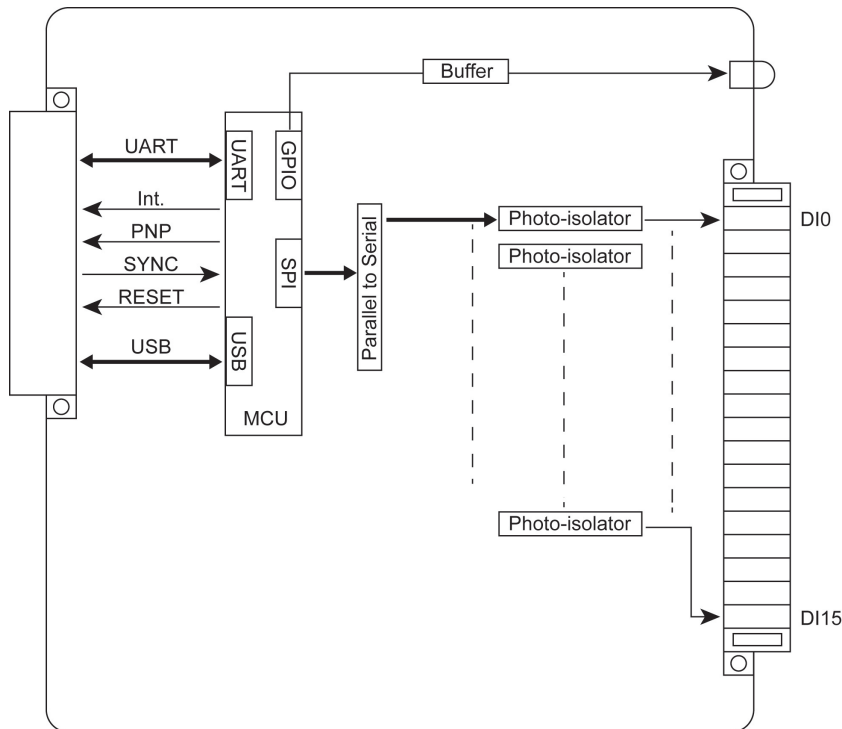 Buffer
UART
UART
GPIO
Int.
PNP
SYNC
RESET
USB
USB
SPI
MCU
Parallel to Serial
Photo-isolator
Photo-isolator
Photo-isolator
DI0
DI15